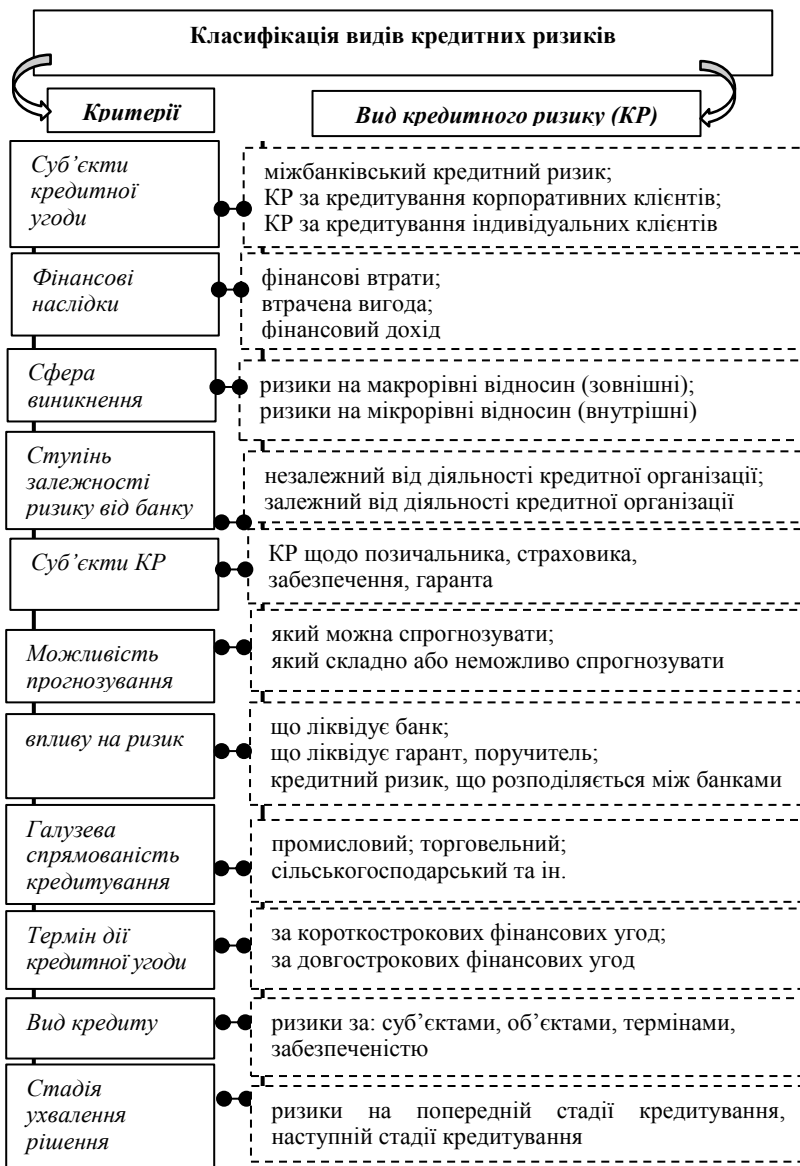 Класифікація видів кредитних ризиків
Критерії
Вид кредитного ризику (КР)
Суб’єкти
кредитної
угоди
міжбанківський кредитний ризик;
КР за кредитування корпоративних клієнтів;
КР за кредитування індивідуальних клієнтів
Фінансові
наслідки
фінансові втрати;
втрачена вигода;
фінансовий дохід
Сфера
виникнення
ризики на макрорівні відносин (зовнішні);
ризики на мікрорівні відносин (внутрішні)
Ступінь
залежності
ризику від банку
незалежний від діяльності кредитної організації;
залежний від діяльності кредитної організації
Суб’єкти КР
КР щодо позичальника, страховика,
забезпечення, гаранта
Можливість
прогнозування
який можна спрогнозувати;
який складно або неможливо спрогнозувати
впливу на ризик
що ліквідує банк;
що ліквідує гарант, поручитель;
кредитний ризик, що розподіляється між банками
Галузева
спрямованість
кредитування
промисловий; торговельний;
сільськогосподарський та ін.
Термін дії
кредитної угоди
за короткострокових фінансових угод;
за довгострокових фінансових угод
Вид кредиту
ризики за: суб’єктами, об’єктами, термінами,
забезпеченістю
Стадія
ухвалення
рішення
ризики на попередній стадії кредитування,
наступній стадії кредитування